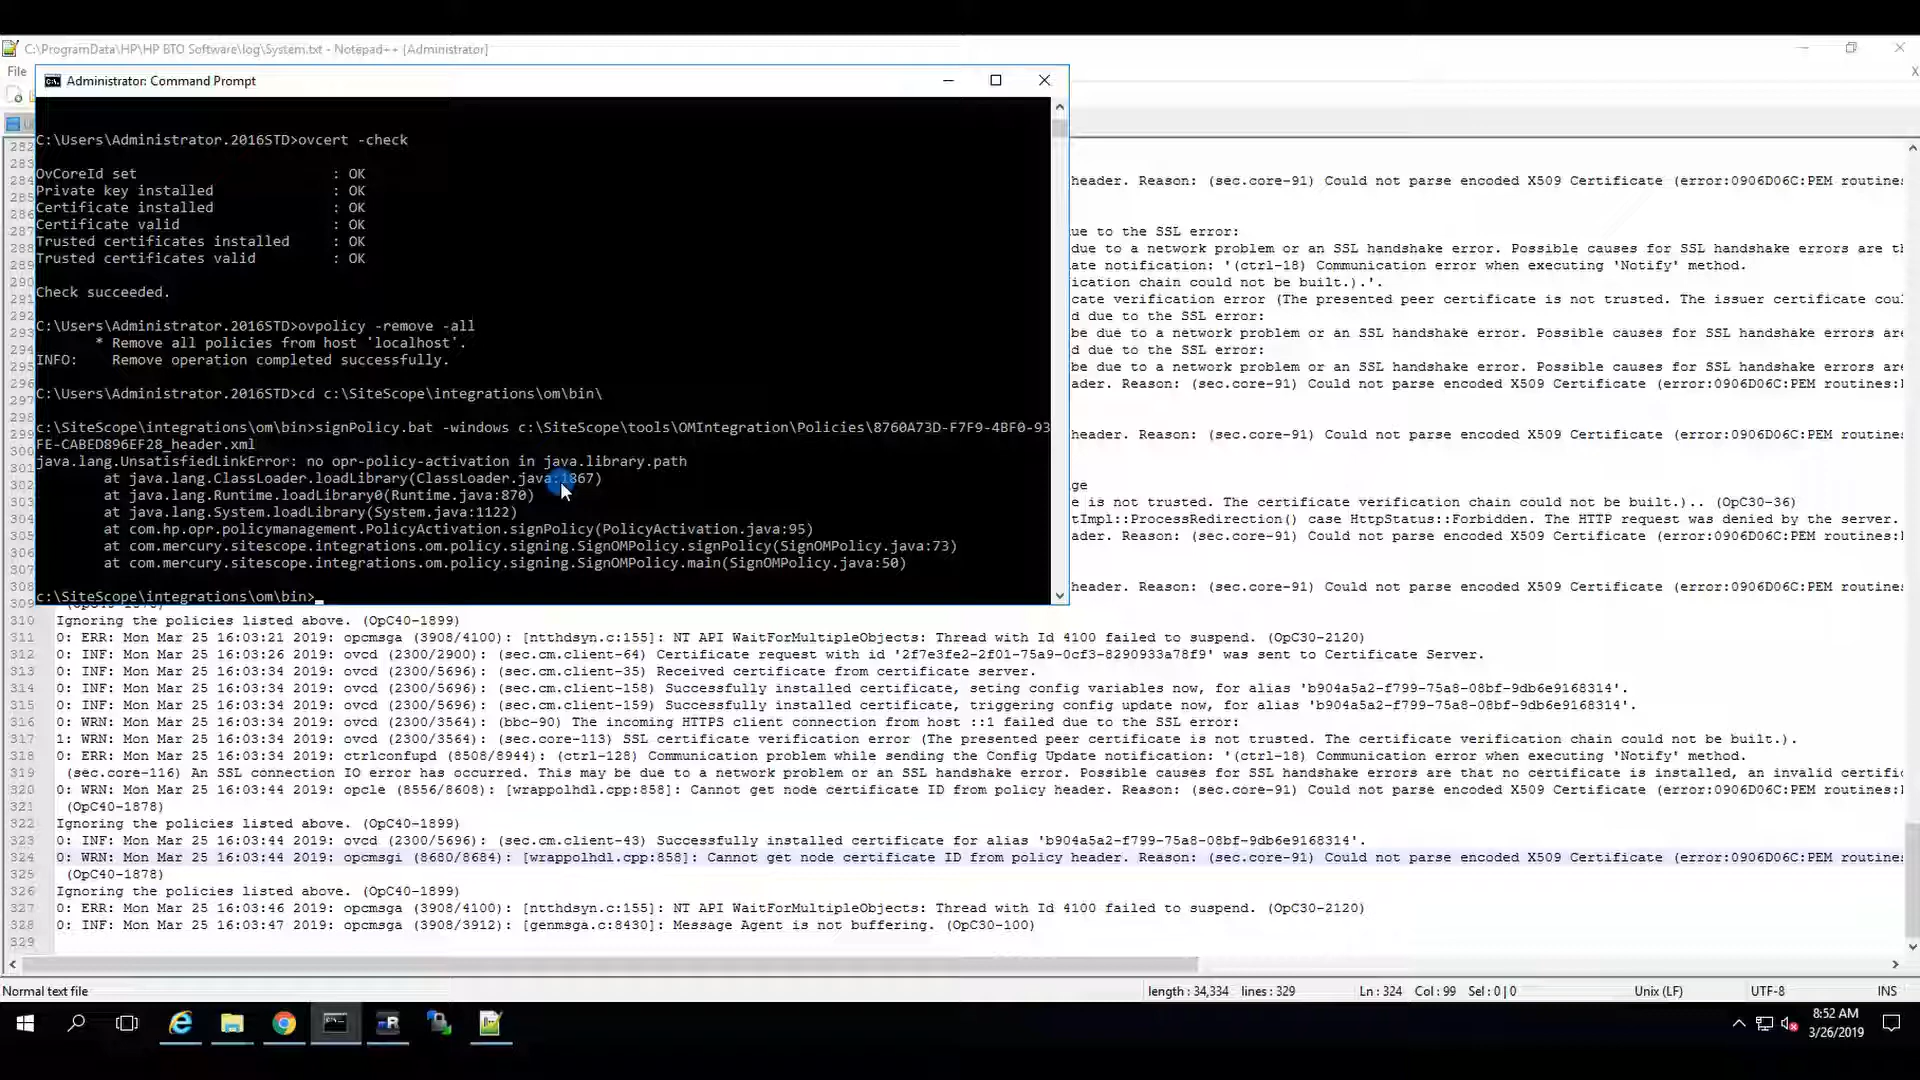 C:\ProgramData\HP\HP BTO Software\log\System.txt - Notepad++ [Administrator]
File
X
Administrator: Command Prompt
C:\Users\Administrator.2016STD>ovcert -check
OvCoreId set : OK
Private key installed : OK
Certificate installed : OK
Certificate valid : OK
Trusted certificates installed : OK
Trusted certificates valid : OK
Check succeeded.
C:\Users\Administrator.2016STD>ovpolicy -remove -all
* Remove all policies from host 'localhost'.
INFO: Remove operation completed successfully.
C:\Users\Administrator.2016STD>cd c:\SiteScope\integrations\om\bin\
c:\SiteScope\integrations\om\bin>signPolicy.bat -windows c:\SiteScope\tools\OMIntegration\Policies\8760A73D-F7F9-4BF0-93
FE-CABED896EF28_header.xml
java.lang.UnsatisfiedLinkError: no opr-policy-activation in java.library.path
at java.lang.ClassLoader.loadLibrary(ClassLoader.java:1867)
at java.lang.Runtime.loadLibrary0(Runtime.java:870)
at java.lang.System.loadLibrary(System.java:1122)
at com.hp.opr.policymanagement.PolicyActivation.signPolicy(PolicyActivation.java:95)
at com.mercury.sitescope.integrations.om.policy.signing.SignOMPolicy.signPolicy(SignOMPolicy.java:73)
at com.mercury.sitescope.integrations.om.policy.signing.SignOMPolicy.main(SignOMPolicy.java:50)
c:\SiteScope\integrations\om\bin>_
header. Reason: (sec.core-91) Could not parse encoded X509 Certificate (error:0906D06C:PEM routines:
ue to the SSL error:
due to a network problem or an SSL handshake error. Possible causes for SSL handshake errors are th
ate notification: '(ctrl-18) Communication error when executing 'Notify' method.
ication chain could not be built.).'.
cate verification error (The presented peer certificate is not trusted. The issuer certificate cou
d due to the SSL error:
be due to a network problem or an SSL handshake error. Possible causes for SSL handshake errors are
d due to the SSL error:
be due to a network problem or an SSL handshake error. Possible causes for SSL handshake errors are
ader. Reason: (sec.core-91) Could not parse encoded X509 Certificate (error:0906D06C:PEM routines:
header. Reason: (sec.core-91) Could not parse encoded X509 Certificate (error:0906D06C:PEM routines:
ge
e is not trusted. The certificate verification chain could not be built.).. (OpC30-36)
tImpl::ProcessRedirection() case HttpStatus::Forbidden. The HTTP request was denied by the server.
ader. Reason: (sec.core-91) Could not parse encoded X509 Certificate (error:0906D06C:PEM routines:
header. Reason: (sec.core-91) Could not parse encoded X509 Certificate (error:0906D06C:PEM routines:
309
310 Ignoring the policies listed above. (OpC40-1899)
311 0: ERR: Mon Mar 25 16:03:21 2019: opcmsga (3908/4100): [ntthdsyn.c:155]: NT API WaitForMultipleObjects: Thread with Id 4100 failed to suspend. (OpC30-2120)
312 0: INF: Mon Mar 25 16:03:26 2019: ovcd (2300/2900): (sec.cm.client-64) Certificate request with id '2f7e3fe2-2f01-75a9-0cf3-8290933a78f9' was sent to Certificate Server.
313 0: INF: Mon Mar 25 16:03:34 2019: ovcd (2300/5696): (sec.cm.client-35) Received certificate from certificate server.
314 0: INF: Mon Mar 25 16:03:34 2019: ovcd (2300/5696): (sec.cm.client-158) Successfully installed certificate, seting config variables now, for alias 'b904a5a2-f799-75a8-08bf-9db6e9168314'.
315 0: INF: Mon Mar 25 16:03:34 2019: ovcd (2300/5696): (sec.cm.client-159) Successfully installed certificate, triggering config update now, for alias 'b904a5a2-f799-75a8-08bf-9db6e9168314'.
316 0: WRN: Mon Mar 25 16:03:34 2019: ovcd (2300/3564): (bbc-90) The incoming HTTPS client connection from host ::1 failed due to the SSL error:
317 1: WRN: Mon Mar 25 16:03:34 2019: ovcd (2300/3564): (sec.core-113) SSL certificate verification error (The presented peer certificate is not trusted. The certificate verification chain could not be built.).
318 0: ERR: Mon Mar 25 16:03:34 2019: ctrlconfupd (8508/8944): (ctrl-128) Communication problem while sending the Config Update notification: '(ctrl-18) Communication error when executing 'Notify' method.
319 (sec.core-116) An SSL connection IO error has occurred. This may be due to a network problem or an SSL handshake error. Possible causes for SSL handshake errors are that no certificate is installed, an invalid certific
320 0: WRN: Mon Mar 25 16:03:44 2019: opcle (8556/8608): [wrappolhdl.cpp:858]: Cannot get node certificate ID from policy header. Reason: (sec.core-91) Could not parse encoded X509 Certificate (error:0906D06C:PEM routines:
321 (OpC40-1878)
322 Ignoring the policies listed above. (OpC40-1899)
323 0: INF: Mon Mar 25 16:03:44 2019: ovcd (2300/5696): (sec.cm.client-43) Successfully installed certificate for alias 'b904a5a2-f799-75a8-08bf-9db6e9168314'.
324 0: WRN: Mon Mar 25 16:03:44 2019: opcmsgi (8680/8684): [wrappolhdl.cpp:858]: Cannot get node certificate ID from policy header. Reason: (sec.core-91) Could not parse encoded X509 Certificate (error:0906D06C:PEM routines
325 (OpC40-1878)
326 Ignoring the policies listed above. (OpC40-1899)
327 0: ERR: Mon Mar 25 16:03:46 2019: opcmsga (3908/4100): [ntthdsyn.c:155]: NT API WaitForMultipleObjects: Thread with Id 4100 failed to suspend. (OpC30-2120)
328 0: INF: Mon Mar 25 16:03:47 2019: opcmsga (3908/3912): [genmsga.c:8430]: Message Agent is not buffering. (OpC30-100)
329
Normal text file length : 34,334 lines : 329 Ln : 324 Col : 99 Sel : 0 | 0 Unix (LF) UTF-8 INS
8:52 AM
3/26/2019